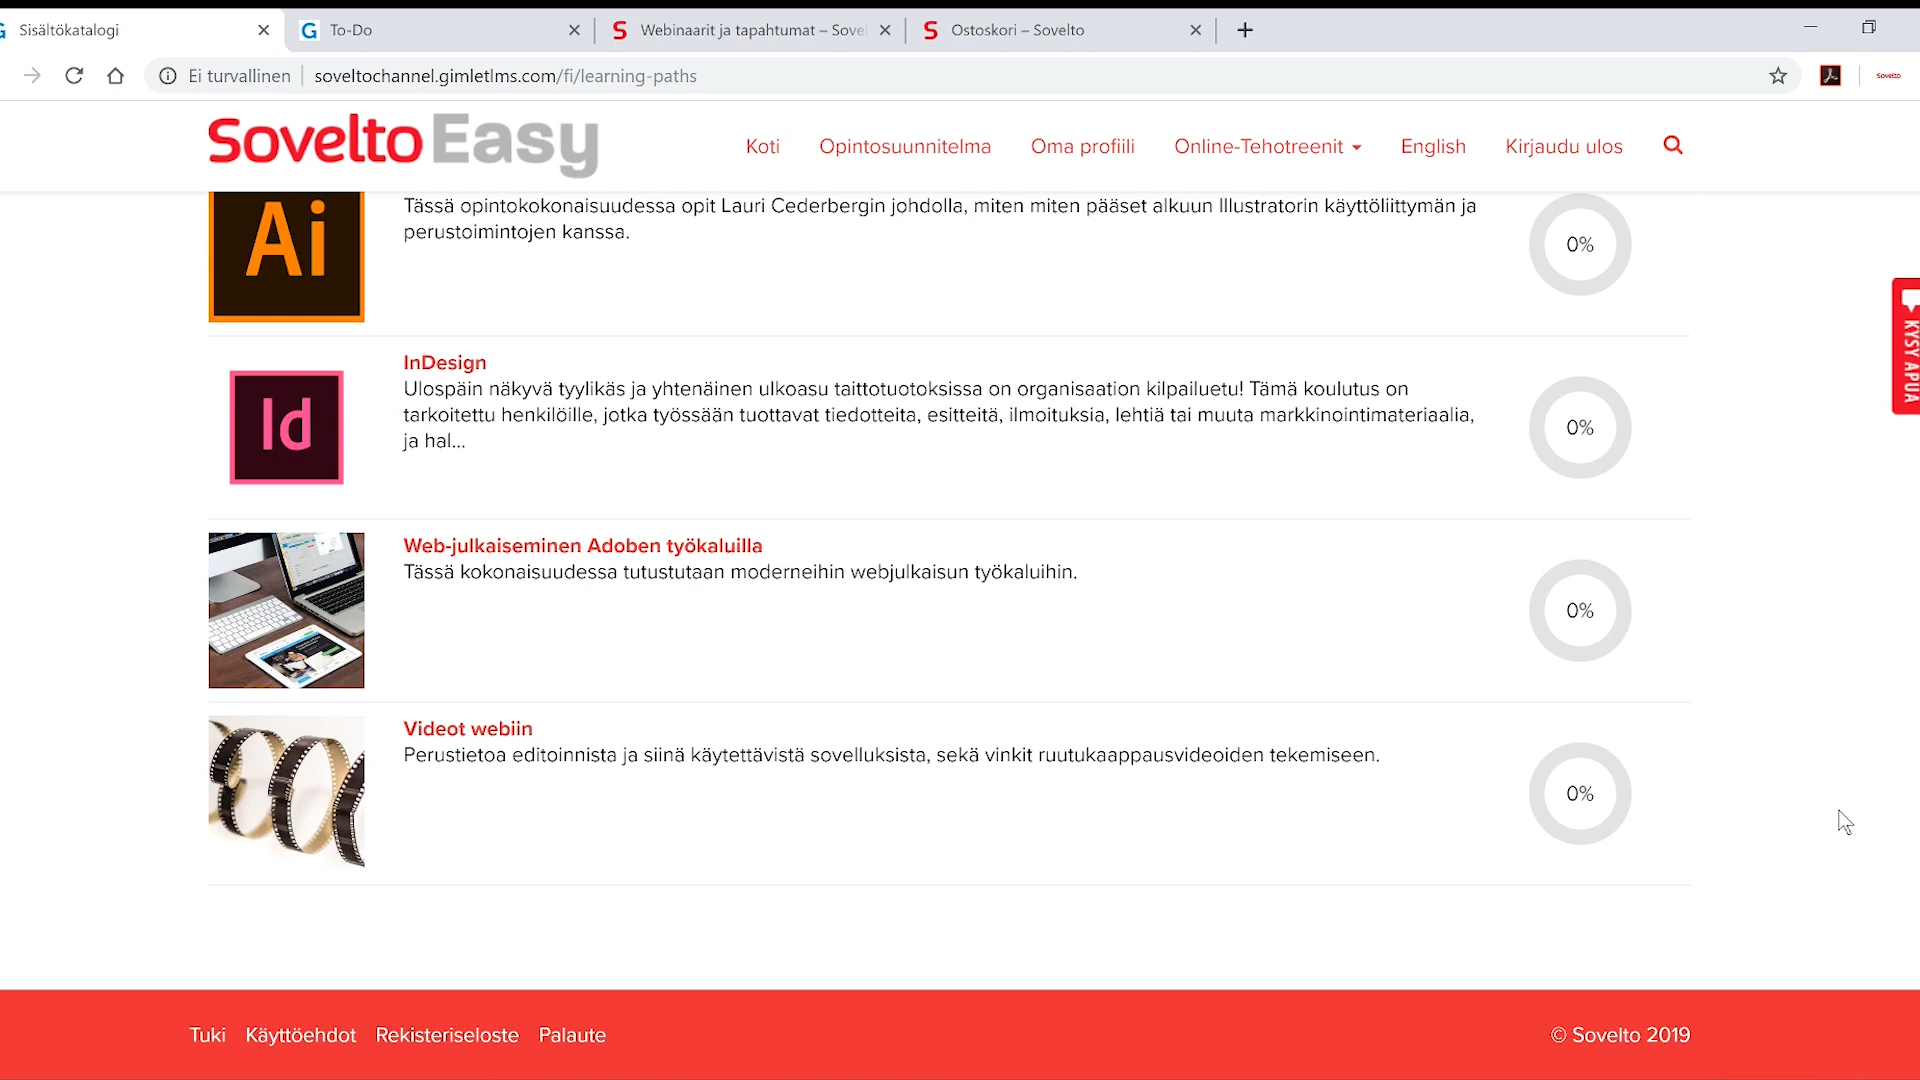 Sisältökatalogi
To-Do
Webinaarit ja tapahtumat – Sove
Ostoskori – Sovelto
Ei turvallinen
soveltochannel.gimletlms.com/fi/learning-paths
Sovelto
Sovelto Easy
Koti
Opintosuunnitelma
Oma profiili
Online-Tehotreenit
English
Kirjaudu ulos
Ai
Tässä opintokokonaisuudessa opit Lauri Cederbergin johdolla, miten miten pääset alkuun Illustratorin käyttöliittymän ja
perustoimintojen kanssa.
0%
KYSY APUA
Id
InDesign
Ulospäin näkyvä tyylikäs ja yhtenäinen ulkoasu taittotuotoksissa on organisaation kilpailuetu! Tämä koulutus on
tarkoitettu henkilöille, jotka työssään tuottavat tiedotteita, esitteitä, ilmoituksia, lehtiä tai muuta markkinointimateriaalia,
ja hal...
0%
Web-julkaiseminen Adoben työkaluilla
Tässä kokonaisuudessa tutustutaan moderneihin webjulkaisun työkaluihin.
0%
Videot webiin
Perustietoa editoinnista ja siinä käytettävistä sovelluksista, sekä vinkit ruutukaappausvideoiden tekemiseen.
0%
Tuki
Käyttöehdot
Rekisteriseloste
Palaute
© Sovelto 2019